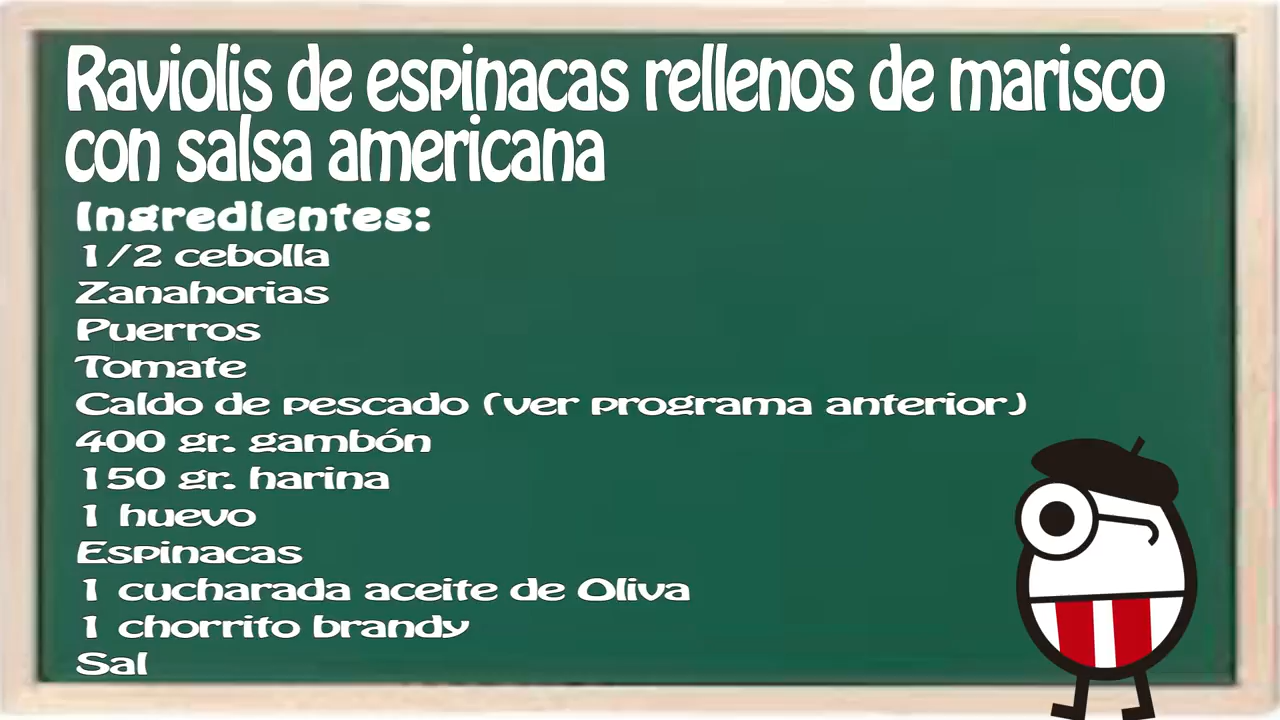 Raviolis de espinacas rellenos de marisco
con salsa americana
Ingredientes:
1/2 cebolla
Zanahorias
Puerros
Tomate
Caldo de pescado (ver programa anterior)
400 gr. gambón
150 gr. harina
1 huevo
Espinacas
1 cucharada aceite de Oliva
1 chorrito brandy
Sal